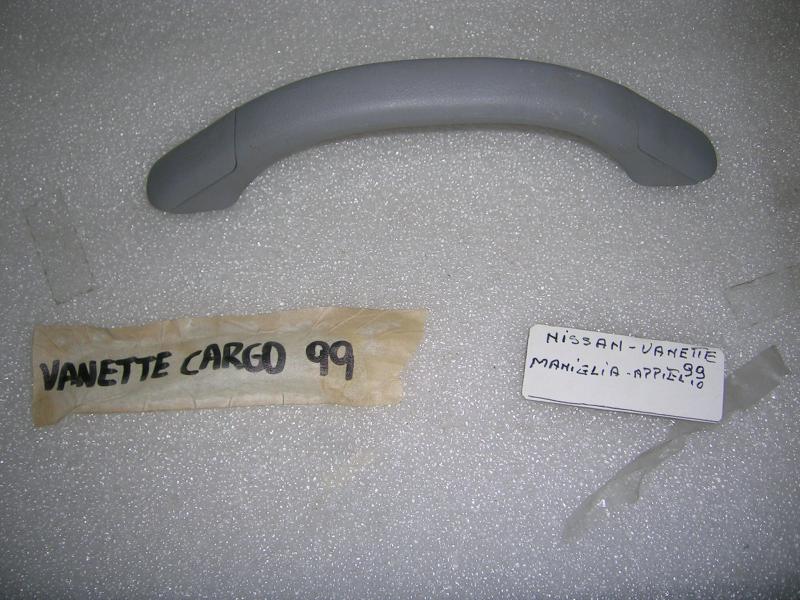 VANETTE CARGO 99
NISSAN-VANETTE
99
MANIGLIA-APPIGLIO